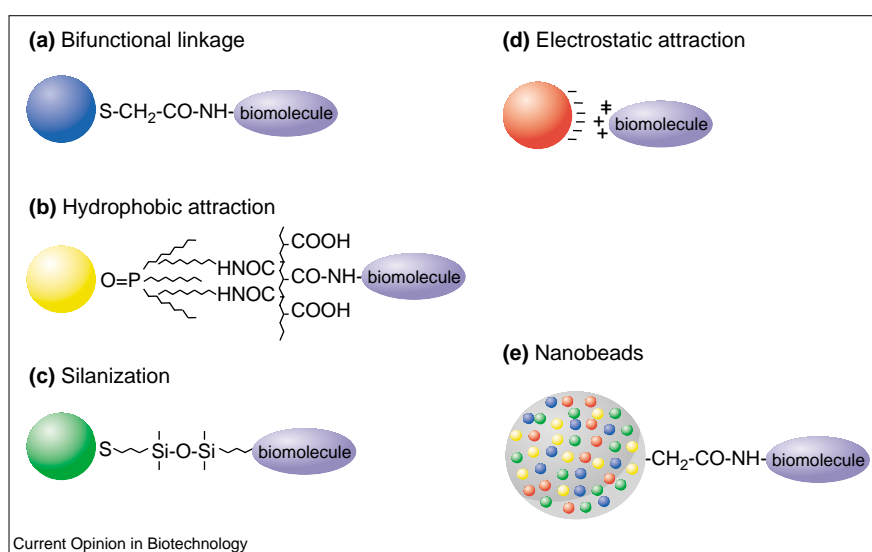 (a) Bifunctional linkage
S-CH₂-CO-NH- biomolecule
(b) Hydrophobic attraction
O=P
HNOC
HNOC
COOH
CO-NH- biomolecule
COOH
(c) Silanization
S Si-O-Si biomolecule
(d) Electrostatic attraction
− − − − − −
‡ + +
biomolecule
(e) Nanobeads
-CH₂-CO-NH- biomolecule
Current Opinion in Biotechnology